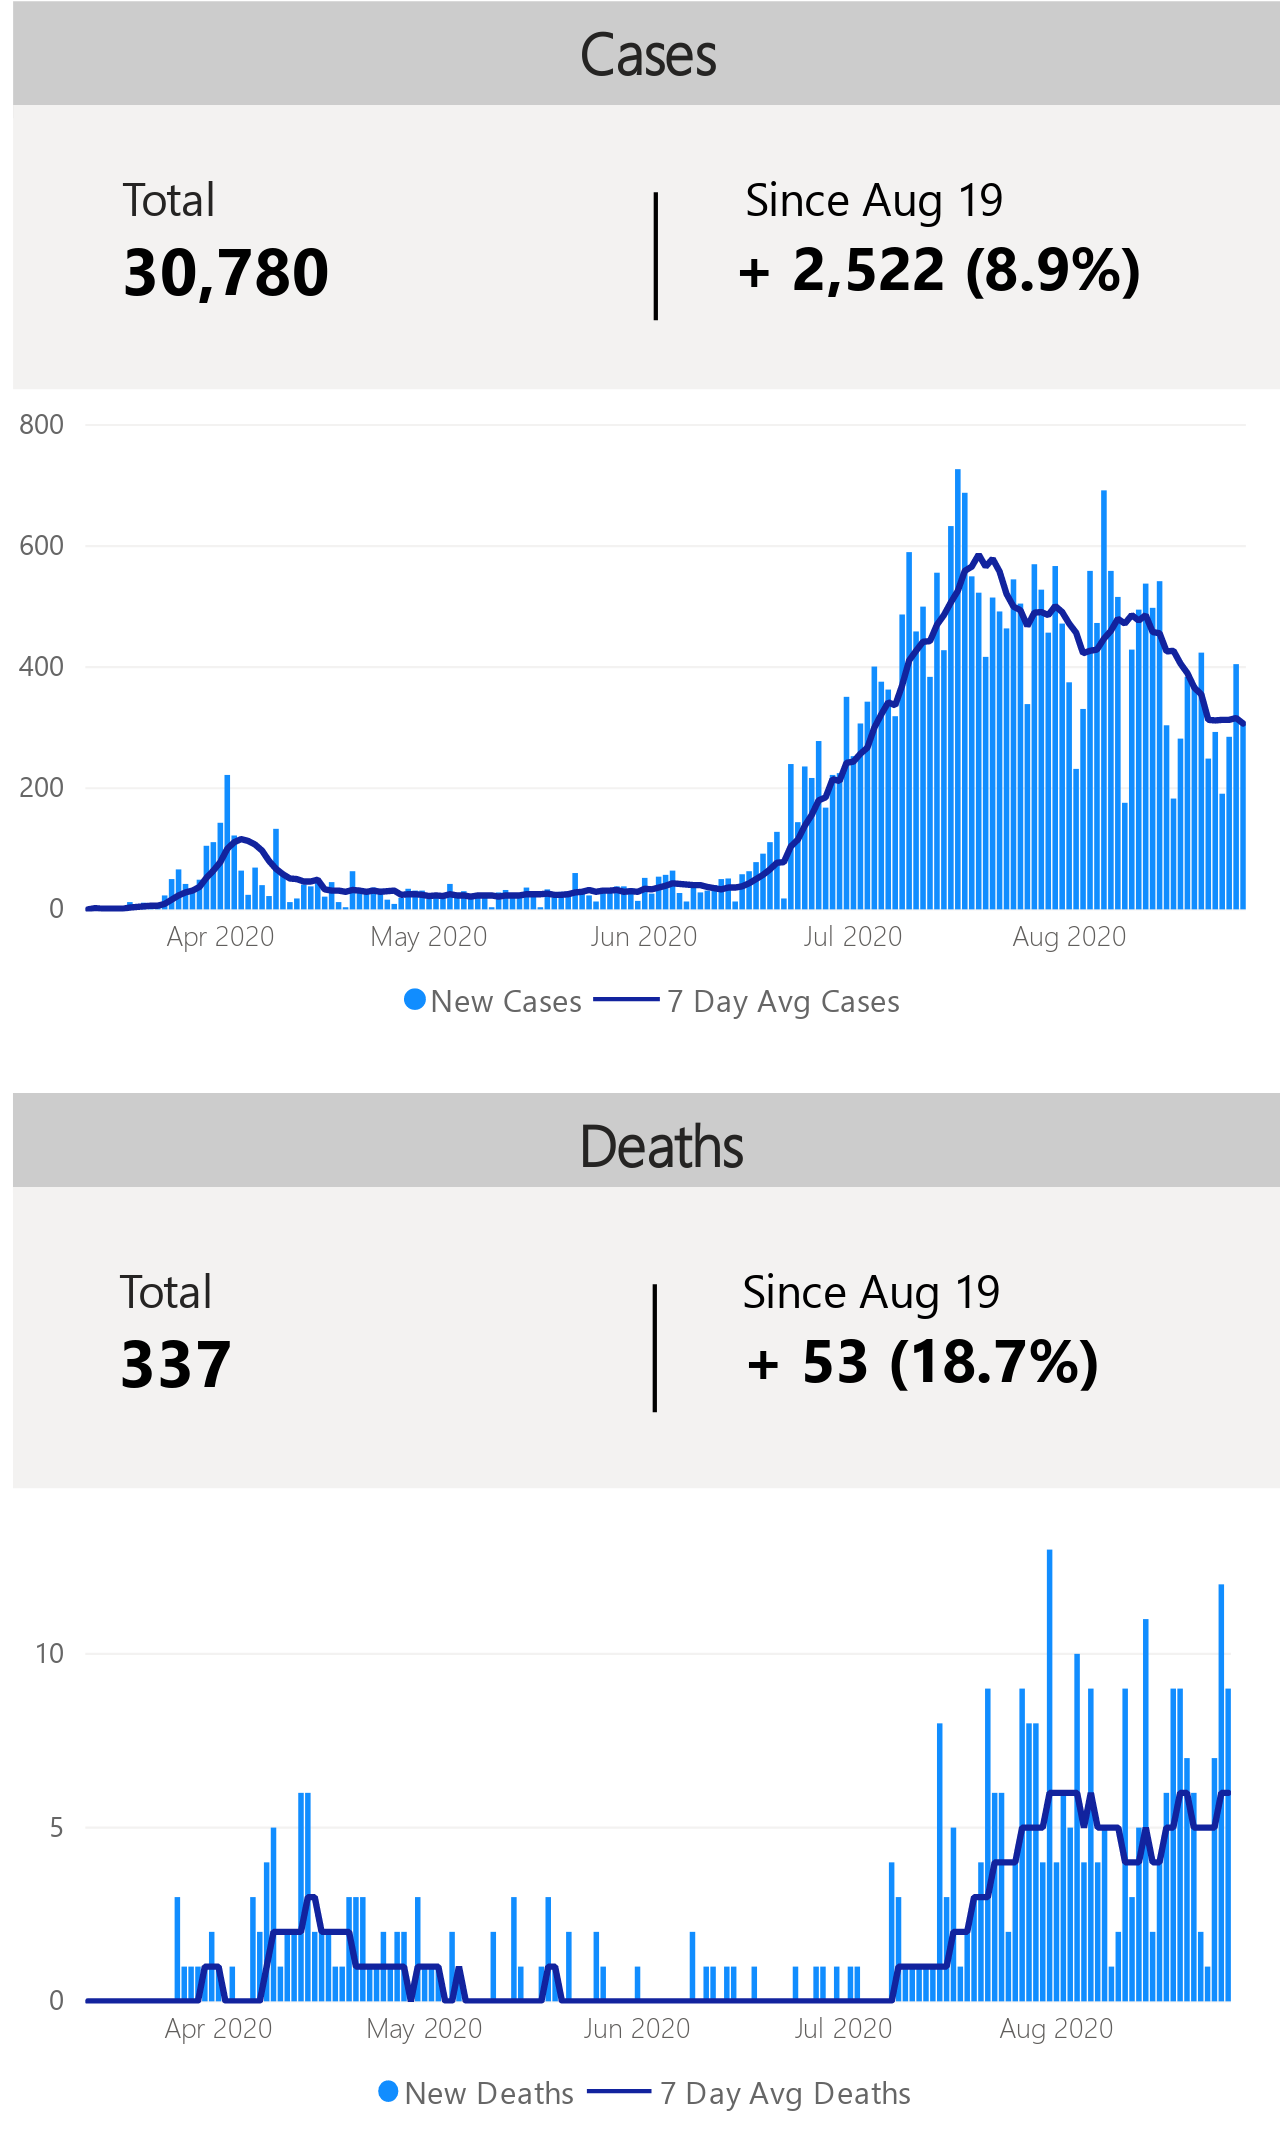 Cases
Total
Since Aug 19
30,780
+ 2,522 (8.9%)
800
600
400
200
0
Apr 2020 May 2020 Jun 2020 Jul 2020 Aug 2020
New Cases 7 Day Avg Cases
Deaths
Total
Since Aug 19
337
+ 53 (18.7%)
10
5
0
Apr 2020 May 2020 Jun 2020 Jul 2020 Aug 2020
New Deaths 7 Day Avg Deaths